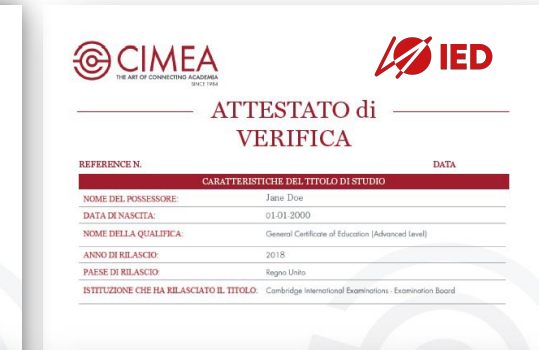 CIMEA
THE ART OF CONNECTING ACADEMIA
SINCE 1984
IED
ATTESTATO di
VERIFICA
REFERENCE N. DATA
CARATTERISTICHE DEL TITOLO DI STUDIO
NOME DEL POSSESSORE: Jane Doe
DATA DI NASCITA: 01-01-2000
NOME DELLA QUALIFICA: General Certificate of Education (Advanced Level)
ANNO DI RILASCIO: 2018
PAESE DI RILASCIO: Regno Unito
ISTITUZIONE CHE HA RILASCIATO IL TITOLO: Cambridge International Examinations - Examination Board